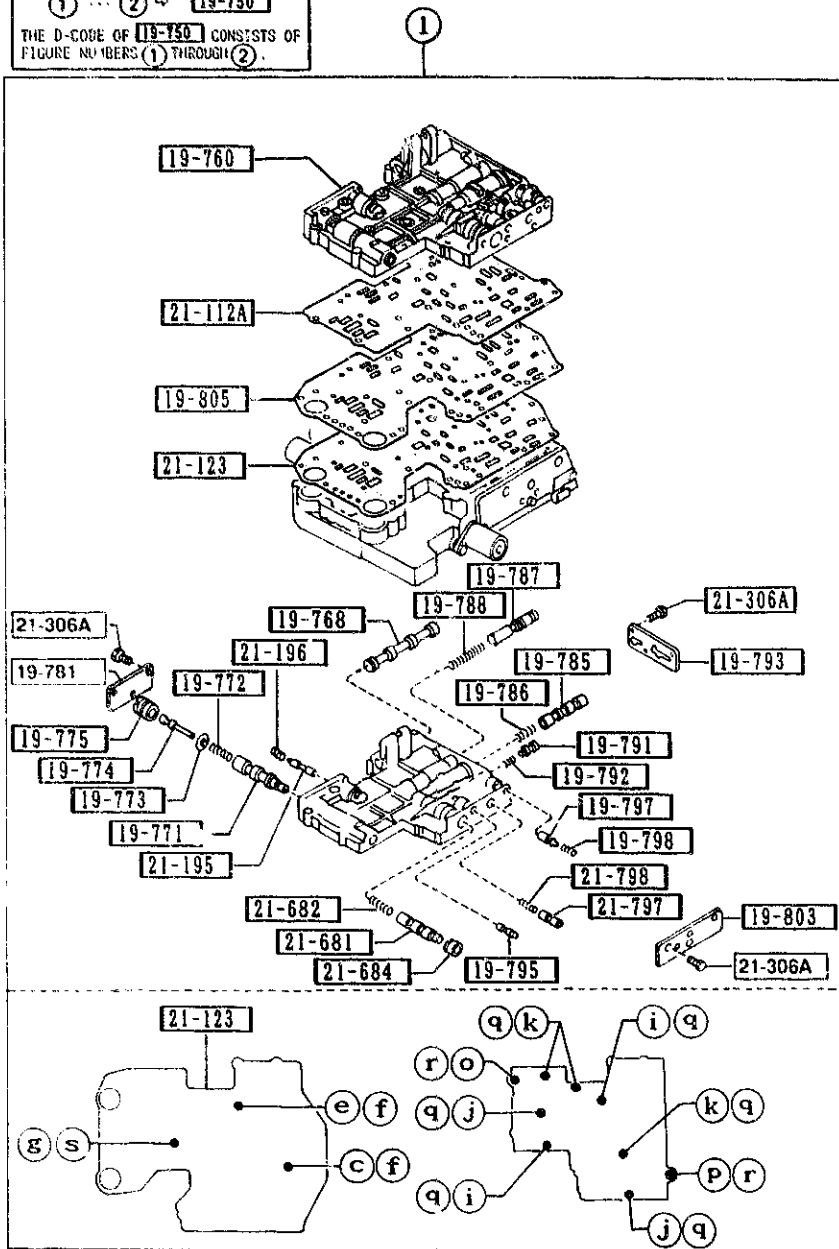 ① ... ② ⇨ 19-750
THE D-CODE OF 19-750 CONSISTS OF
FIGURE NUMBERS ① THROUGH ②.
①
19-760
21-112A
19-805
21-123
19-787
19-788
21-306A
19-768
21-306A
21-196
19-785
19-793
19-781
19-772
19-786
19-775
19-791
19-774
19-792
19-773
19-797
19-771
19-798
21-195
21-798
21-682
21-797
19-803
21-681
21-684
19-795
21-306A
21-123
q k
i q
r o
e f
q j
k q
g s
c f
q i
p r
j q